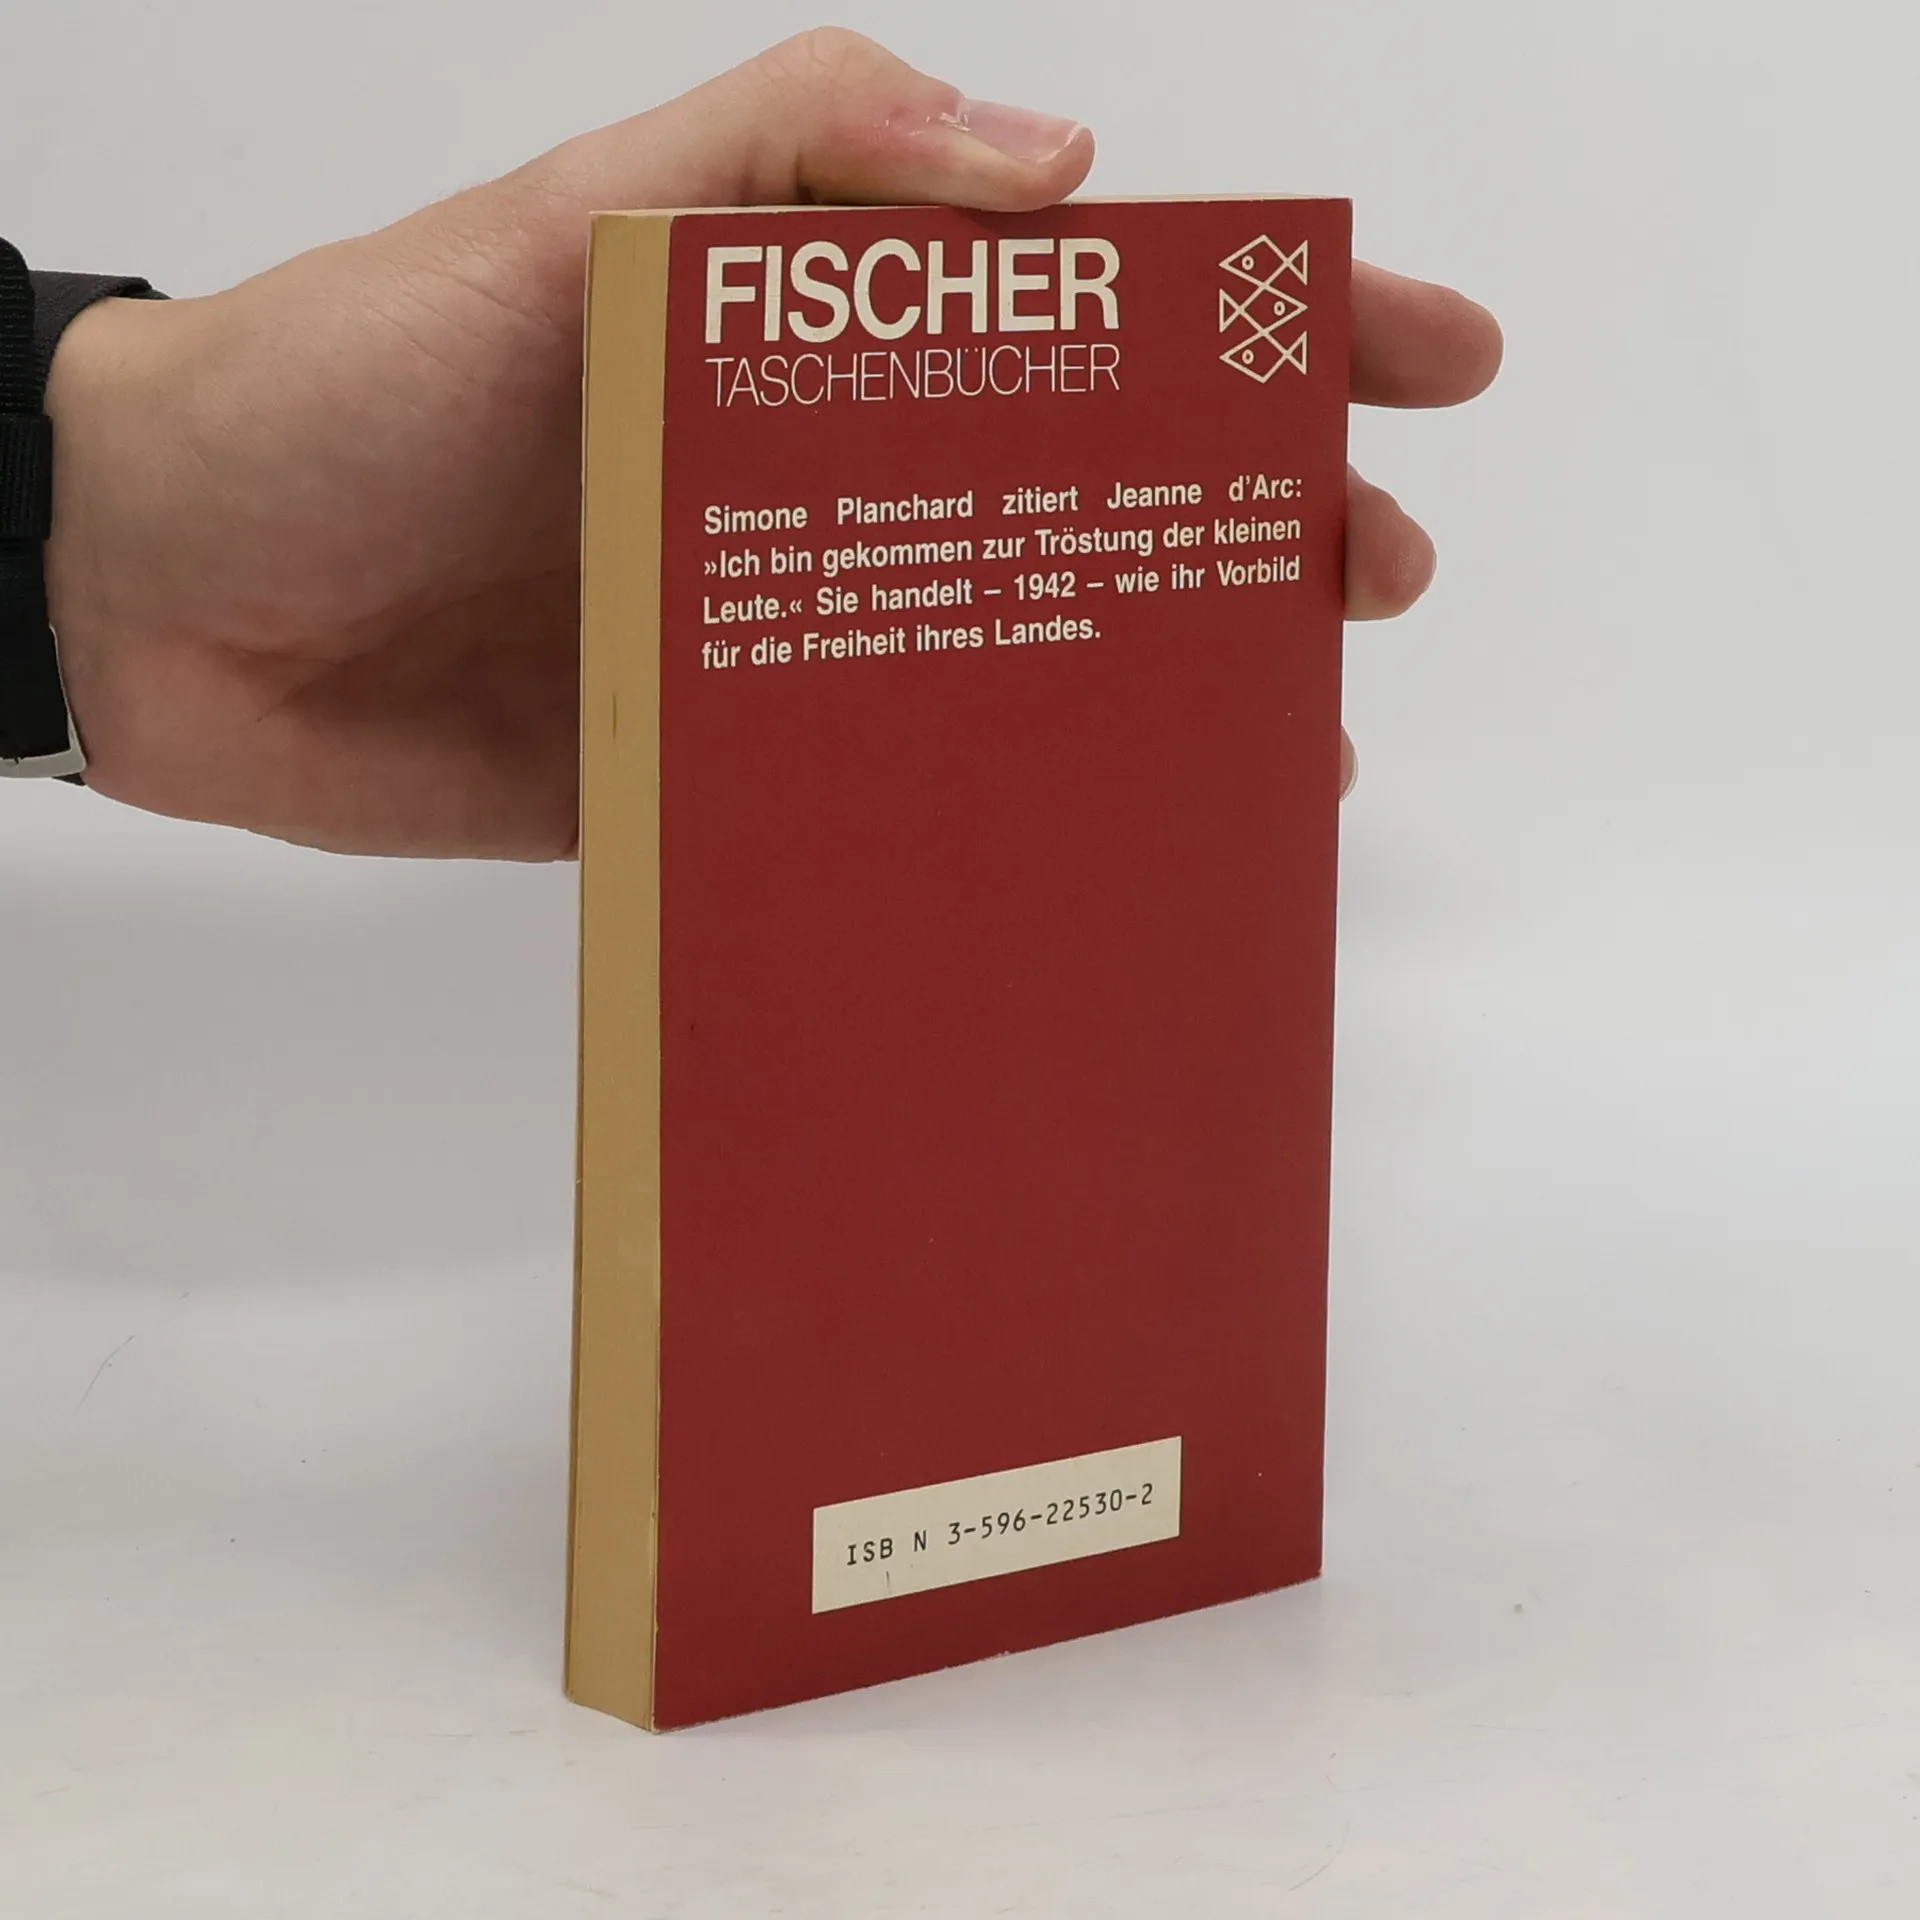 FISCHER
TASCHENBÜCHER
Simone Planchard zitiert Jeanne d'Arc:
»Ich bin gekommen zur Tröstung der kleinen
Leute.« Sie handelt – 1942 – wie ihr Vorbild
für die Freiheit ihres Landes.
ISB N 3-596-22530-2